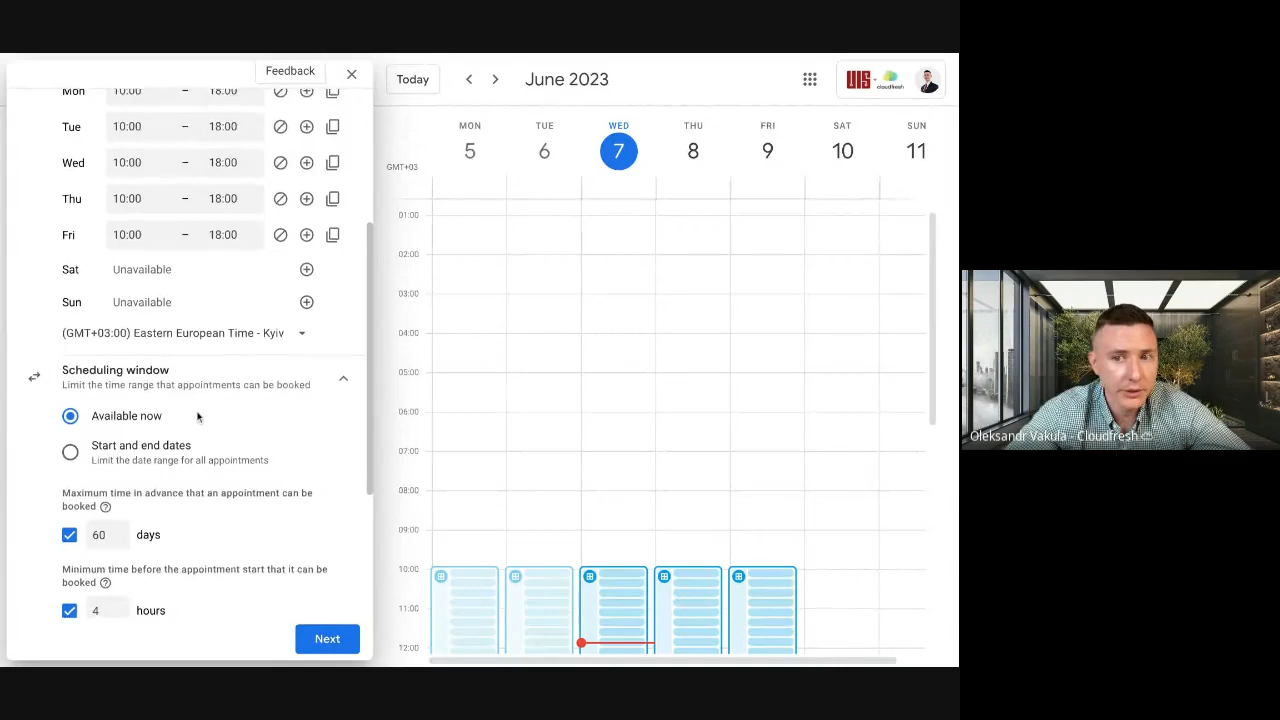 Feedback
Mon 10:00 – 18:00
Tue 10:00 – 18:00
Wed 10:00 – 18:00
Thu 10:00 – 18:00
Fri 10:00 – 18:00
Sat Unavailable
Sun Unavailable
(GMT+03:00) Eastern European Time - Kyiv
Scheduling window
Limit the time range that appointments can be booked
Available now
Start and end dates
Limit the date range for all appointments
Maximum time in advance that an appointment can be
booked
60 days
Minimum time before the appointment start that it can be
booked
4 hours
Next
Today
June 2023
UIS
cloudfresh
MON TUE WED THU FRI SAT SUN
5 6 7 8 9 10 11
GMT+03
01:00
02:00
03:00
04:00
05:00
06:00
07:00
08:00
09:00
10:00
11:00
12:00
Oleksandr Vakula - Cloudfresh